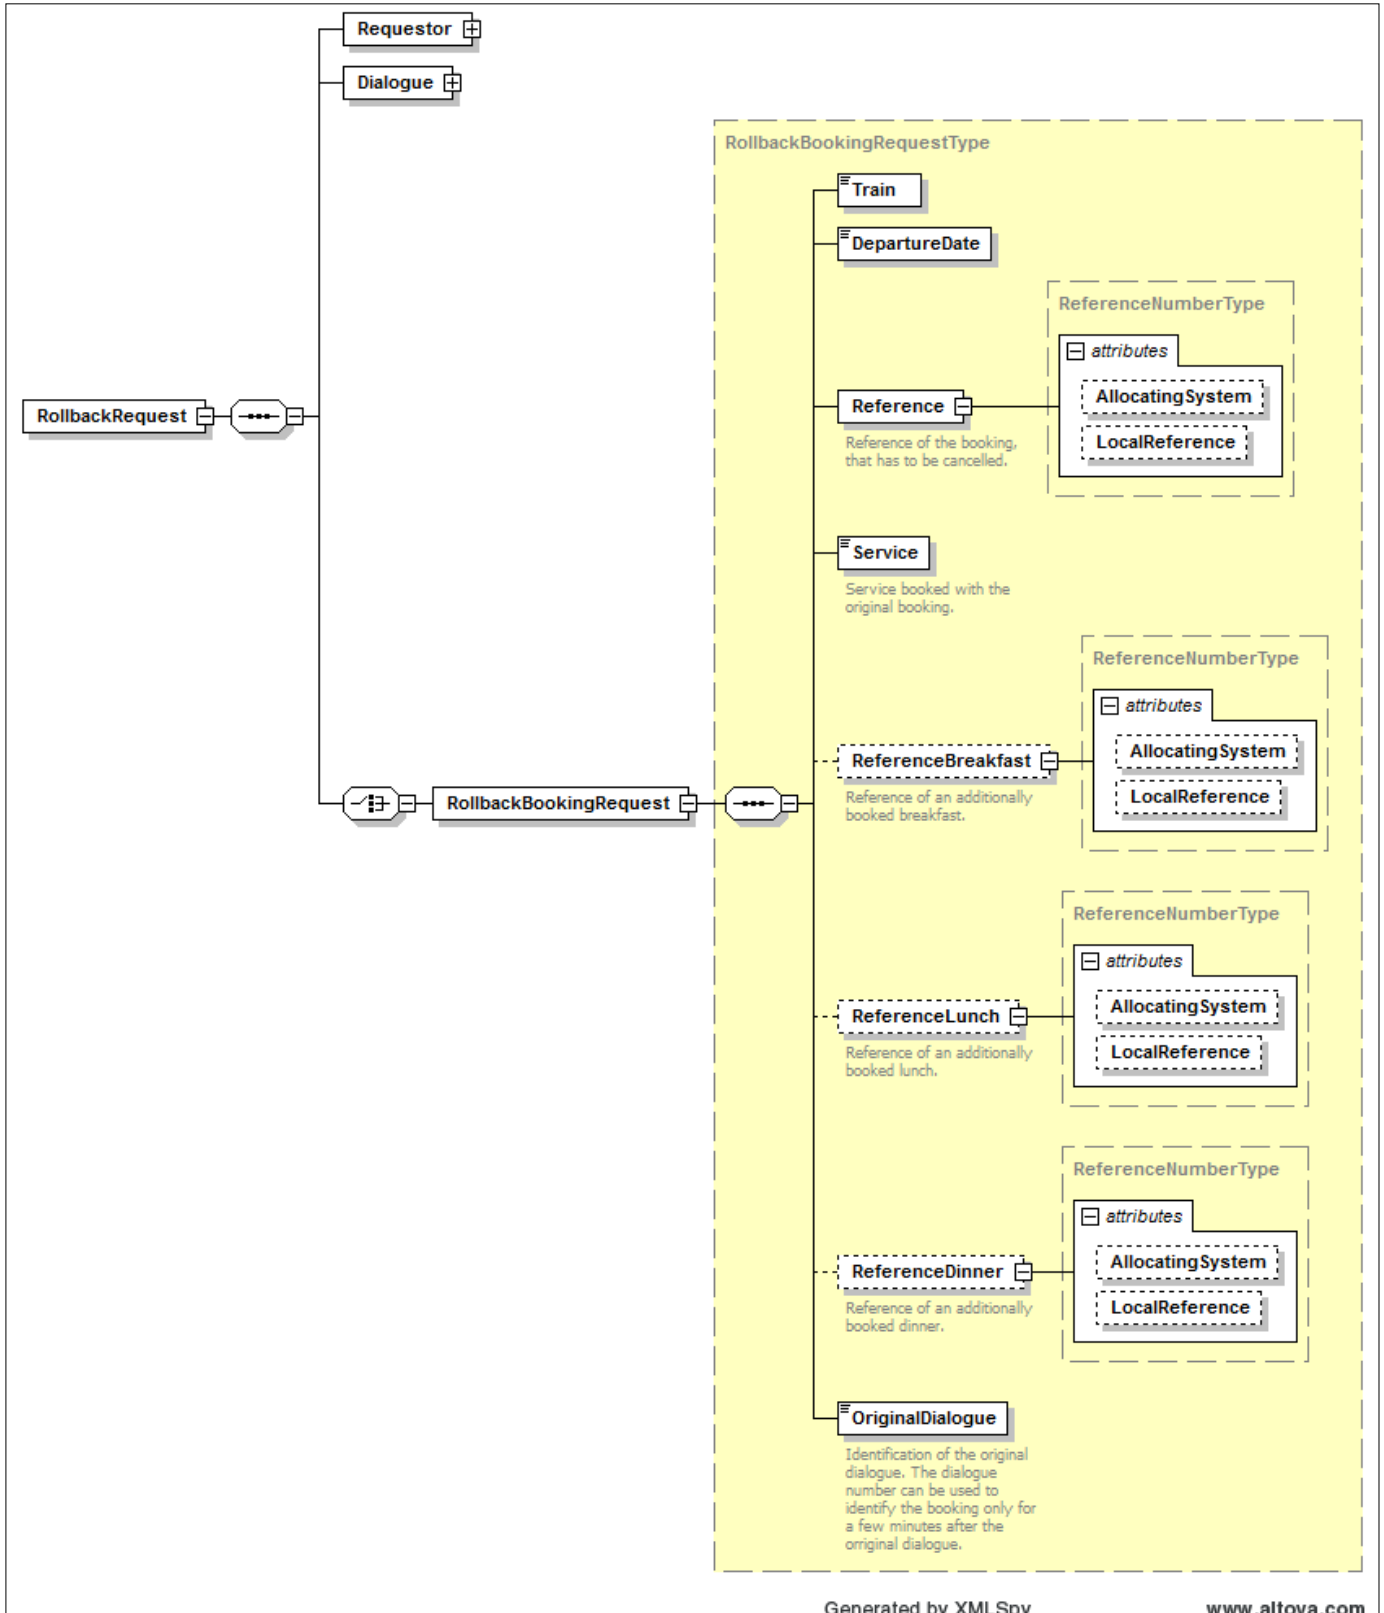 Requestor
Dialogue
RollbackBookingRequestType
Train
DepartureDate
ReferenceNumberType
attributes
AllocatingSystem
RollbackRequest
Reference
LocalReference
Reference of the booking,
that has to be cancelled.
Service
Service booked with the
original booking.
ReferenceNumberType
attributes
AllocatingSystem
ReferenceBreakfast
LocalReference
Reference of an additionally
booked breakfast.
RollbackBookingRequest
ReferenceNumberType
attributes
AllocatingSystem
ReferenceLunch
LocalReference
Reference of an additionally
booked lunch.
ReferenceNumberType
attributes
AllocatingSystem
ReferenceDinner
LocalReference
Reference of an additionally
booked dinner.
OriginalDialogue
Identification of the original
dialogue. The dialogue
number can be used to
identify the booking only for
a few minutes after the
orriginal dialogue.
Generated by XMLSpy
www.altova.com